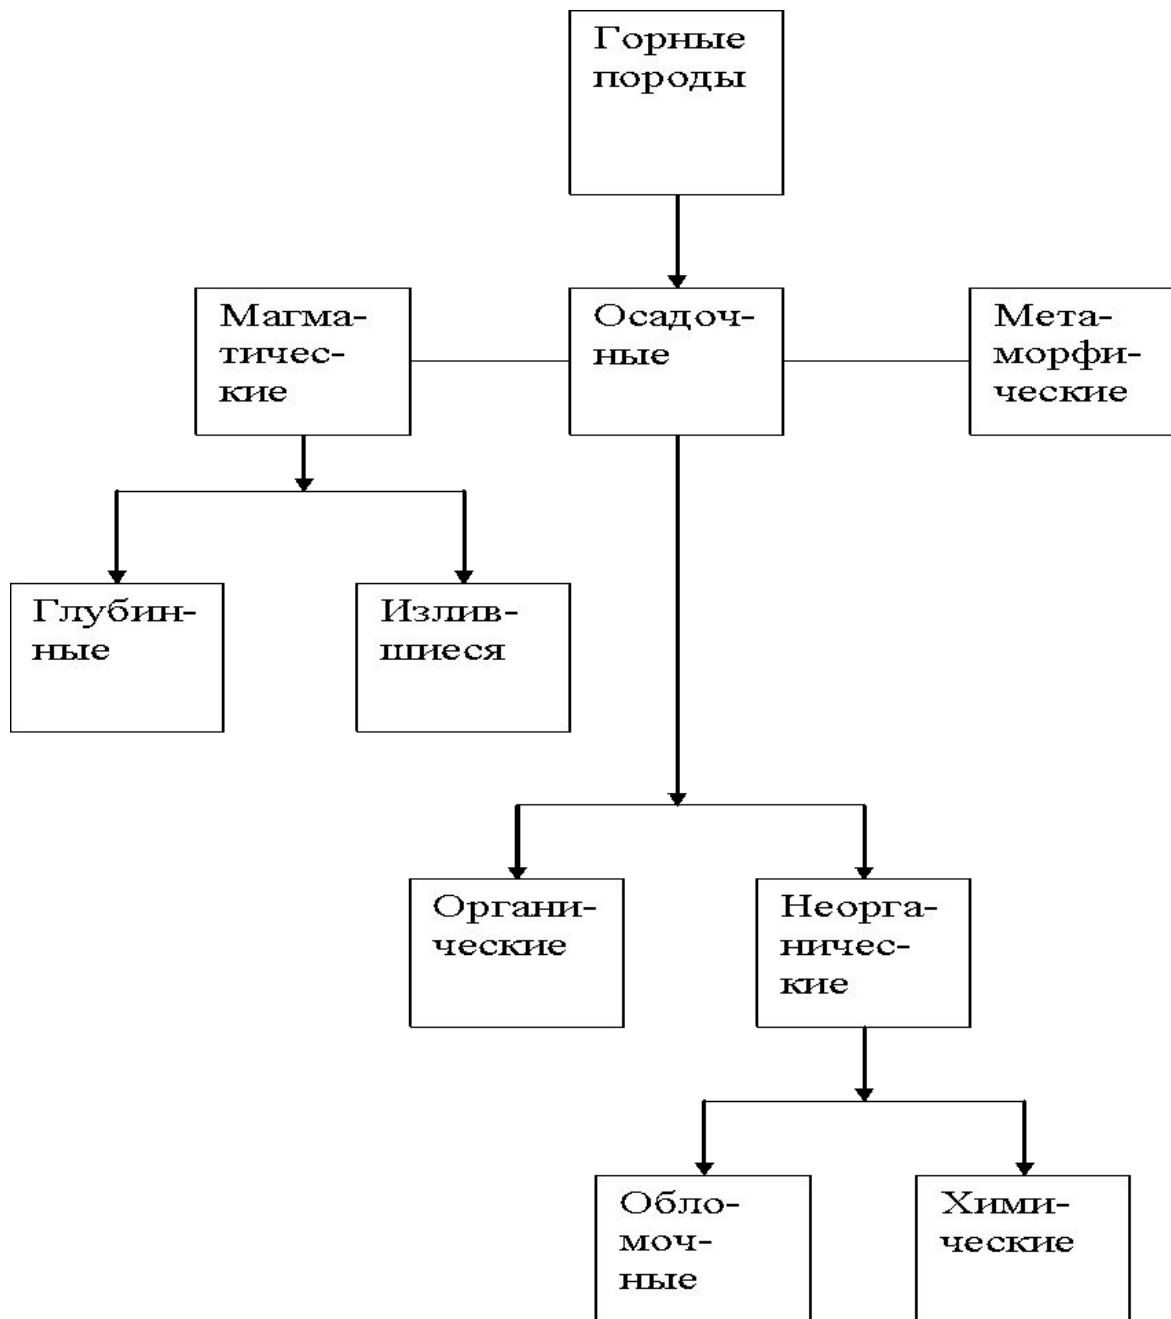 Горные
породы
Магма-
тичес-
кие
Осадоч-
ные
Мета-
морфи-
ческие
Глубин-
ные
Излив-
шиеся
Органи-
ческие
Неорга-
ничес-
кие
Обло-
моч-
ные
Хими-
ческие